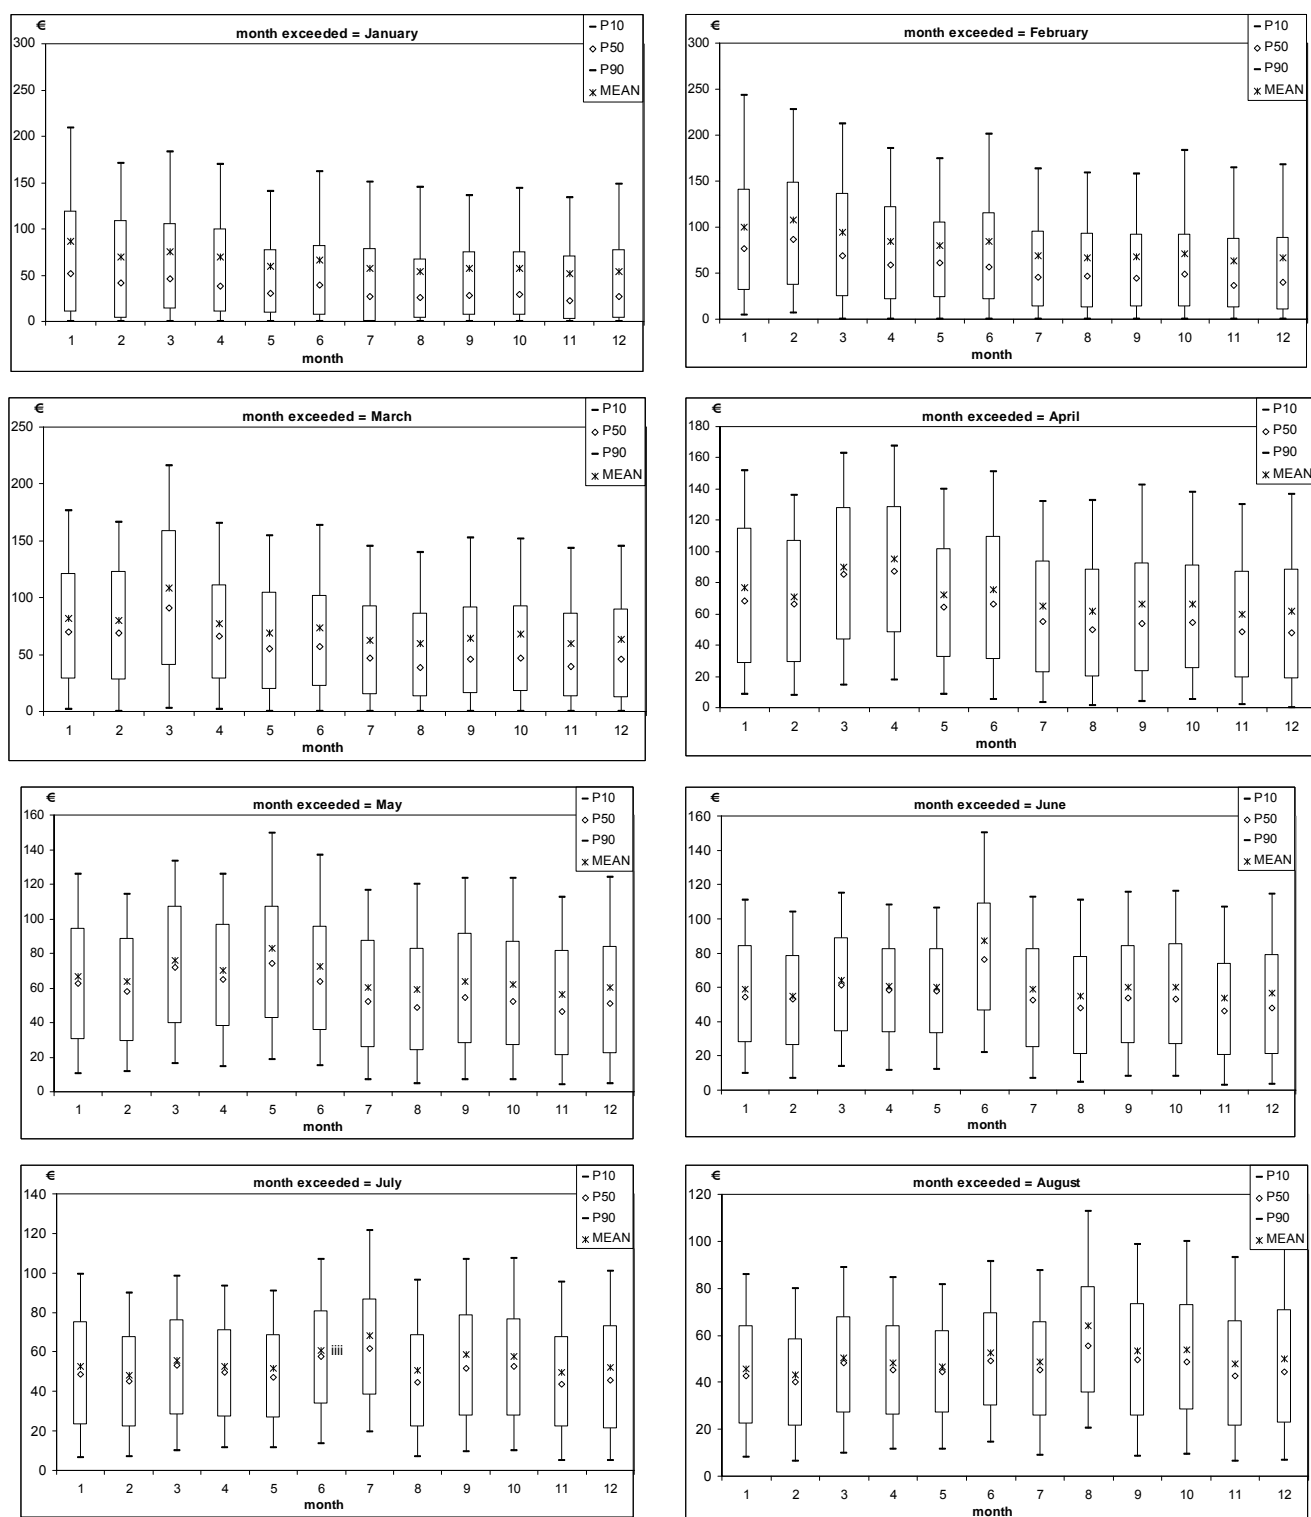 €
month exceeded = January
P10
P50
P90
MEAN
300
250
200
150
100
50
0
1 2 3 4 5 6 7 8 9 10 11 12
month
€
month exceeded = February
P10
P50
P90
MEAN
300
250
200
150
100
50
0
1 2 3 4 5 6 7 8 9 10 11 12
month
€
month exceeded = March
P10
P50
P90
MEAN
250
200
150
100
50
0
1 2 3 4 5 6 7 8 9 10 11 12
month
€
month exceeded = April
P10
P50
P90
MEAN
180
160
140
120
100
80
60
40
20
0
1 2 3 4 5 6 7 8 9 10 11 12
month
€
month exceeded = May
P10
P50
P90
MEAN
160
140
120
100
80
60
40
20
0
1 2 3 4 5 6 7 8 9 10 11 12
month
€
month exceeded = June
P10
P50
P90
MEAN
160
140
120
100
80
60
40
20
0
1 2 3 4 5 6 7 8 9 10 11 12
month
€
month exceeded = July
P10
P50
P90
MEAN
140
120
100
80
60
40
20
0
iiii
1 2 3 4 5 6 7 8 9 10 11 12
month
€
month exceeded = August
P10
P50
P90
MEAN
120
100
80
60
40
20
0
1 2 3 4 5 6 7 8 9 10 11 12
month